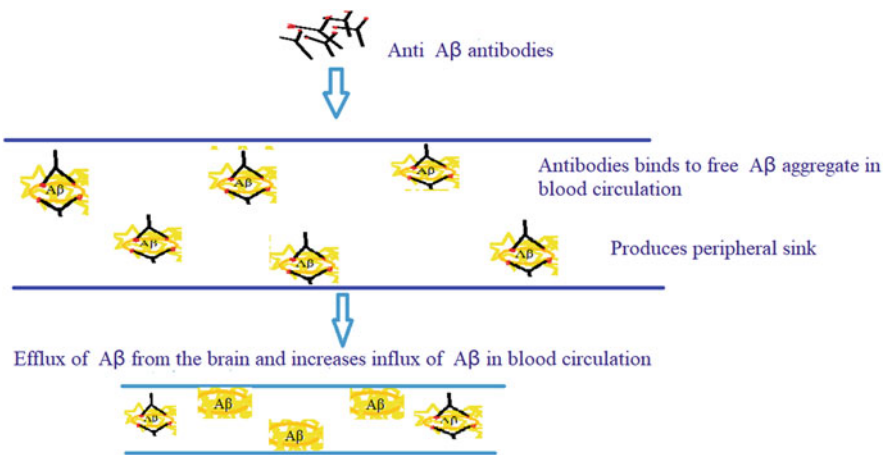 Anti Aβ antibodies
Aβ
Aβ
Aβ
Antibodies binds to free Aβ aggregate in
blood circulation
Aβ
Aβ
Aβ
Produces peripheral sink
Efflux of Aβ from the brain and increases influx of Aβ in blood circulation
Aβ
Aβ
Aβ
Aβ
Aβ